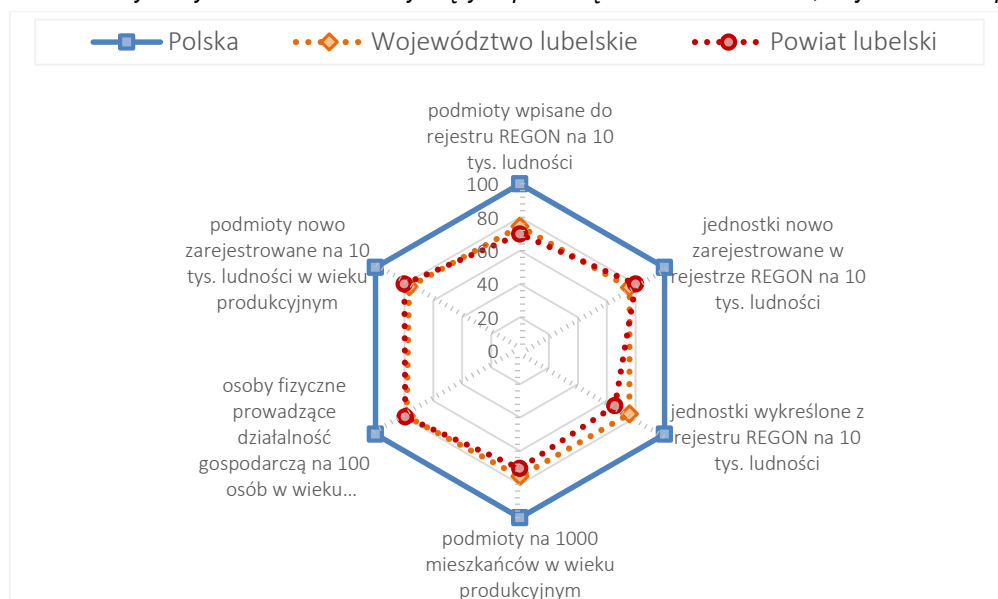 Polska
Województwo lubelskie
Powiat lubelski
podmioty wpisane do
rejestru REGON na 10
tys. ludności
100
80
60
40
20
0
podmioty nowo
zarejestrowane na 10
tys. ludności w wieku
produkcyjnym
jednostki nowo
zarejestrowane w
rejestrze REGON na 10
tys. ludności
osoby fizyczne
prowadzące
działalność
gospodarczą na 100
osób w wieku...
jednostki wykreślone z
rejestru REGON na 10
tys. ludności
podmioty na 1000
mieszkańców w wieku
produkcyjnym